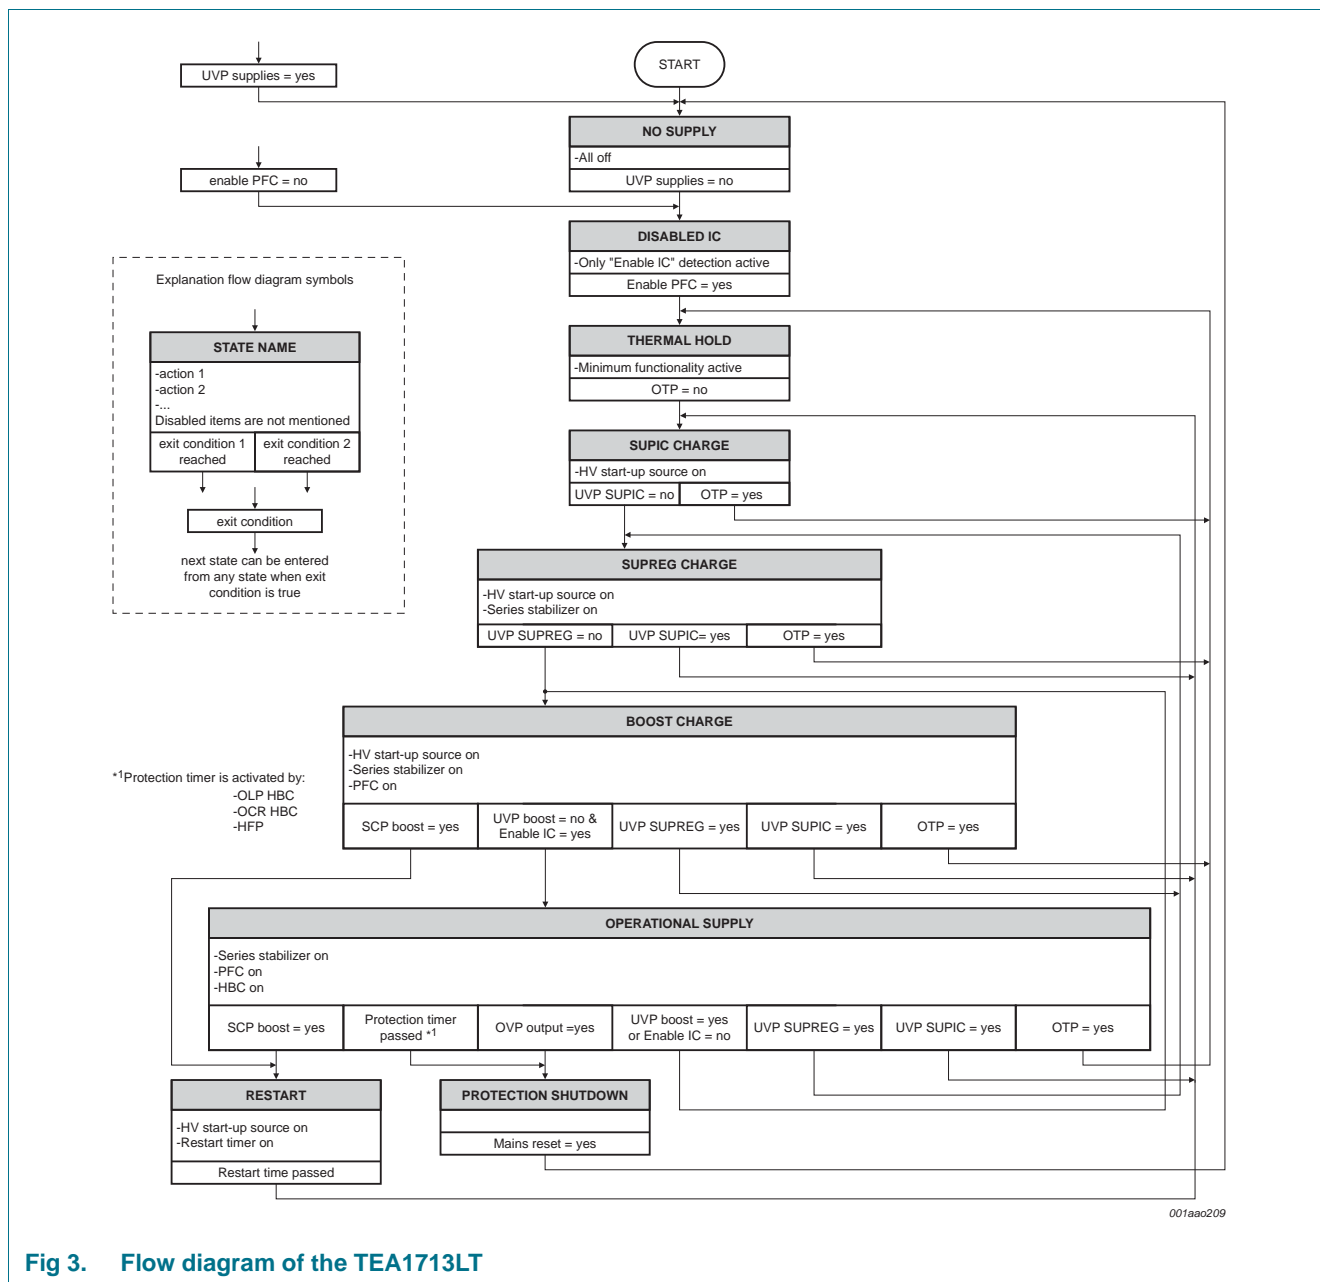 UVP supplies = yes
START
NO SUPPLY
-All off
UVP supplies = no
enable PFC = no
DISABLED IC
-Only "Enable IC" detection active
Enable PFC = yes
Explanation flow diagram symbols
STATE NAME
-action 1
-action 2
-...
Disabled items are not mentioned
exit condition 1
reached
exit condition 2
reached
exit condition
next state can be entered
from any state when exit
condition is true
THERMAL HOLD
-Minimum functionality active
OTP = no
SUPIC CHARGE
-HV start-up source on
UVP SUPIC = no
OTP = yes
SUPREG CHARGE
-HV start-up source on
-Series stabilizer on
UVP SUPREG = no
UVP SUPIC= yes
OTP = yes
BOOST CHARGE
-HV start-up source on
-Series stabilizer on
-PFC on
SCP boost = yes
UVP boost = no &
Enable IC = yes
UVP SUPREG = yes
UVP SUPIC = yes
OTP = yes
*1Protection timer is activated by:
-OLP HBC
-OCR HBC
-HFP
OPERATIONAL SUPPLY
-Series stabilizer on
-PFC on
-HBC on
SCP boost = yes
Protection timer
passed *1
OVP output =yes
UVP boost = yes
or Enable IC = no
UVP SUPREG = yes
UVP SUPIC = yes
OTP = yes
RESTART
-HV start-up source on
-Restart timer on
Restart time passed
PROTECTION SHUTDOWN
Mains reset = yes
001aao209
Fig 3. Flow diagram of the TEA1713LT